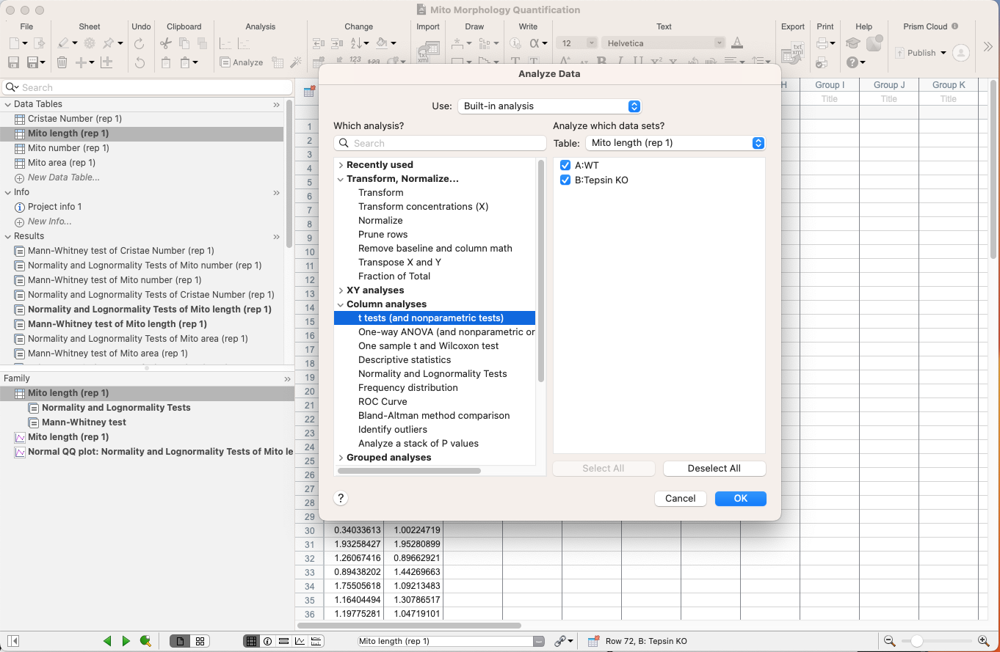 Mito Morphology Quantification
File
Sheet
Undo
Clipboard
Analysis
Change
Import
Draw
Write
Text
Export
Print
Prism Cloud
Help
12
Helvetica
Analyze
Publish
Search
Data Tables
Cristae Number (rep 1)
Mito length (rep 1)
Mito number (rep 1)
Mito area (rep 1)
New Data Table...
Info
Project info 1
New Info...
Results
Mann-Whitney test of Cristae Number (rep 1)
Normality and Lognormality Tests of Mito number (rep 1)
Mann-Whitney test of Mito number (rep 1)
Normality and Lognormality Tests of Cristae Number (rep 1)
Normality and Lognormality Tests of Mito length (rep 1)
Mann-Whitney test of Mito length (rep 1)
Normality and Lognormality Tests of Mito area (rep 1)
Mann-Whitney test of Mito area (rep 1)
Family
Mito length (rep 1)
Normality and Lognormality Tests
Mann-Whitney test
Mito length (rep 1)
Normal QQ plot: Normality and Lognormality Tests of Mito le
Analyze Data
Use: Built-in analysis
Which analysis?
Search
Recently used
Transform, Normalize...
Transform
Transform concentrations (X)
Normalize
Prune rows
Remove baseline and column math
Transpose X and Y
Fraction of Total
XY analyses
Column analyses
t tests (and nonparametric tests)
One-way ANOVA (and nonparametric or
One sample t and Wilcoxon test
Descriptive statistics
Normality and Lognormality Tests
Frequency distribution
ROC Curve
Bland-Altman method comparison
Identify outliers
Analyze a stack of P values
Grouped analyses
Analyze which data sets?
Table: Mito length (rep 1)
A:WT
B:Tepsin KO
Select All
Deselect All
?
Cancel
OK
H
Group I
Group J
Group K
Title
Title
Title
1
2
3
4
5
6
7
8
9
10
11
12
13
14
15
16
17
18
19
20
21
22
23
24
25
26
27
28
29
30 0.34033613 1.00224719
31 1.93258427 1.95280899
32 1.26067416 0.89662921
33 0.89438202 1.44269663
34 1.75505618 1.09213483
35 1.16404494 1.30786517
36 1.19775281 1.04719101
Mito length (rep 1)
Row 72, B: Tepsin KO